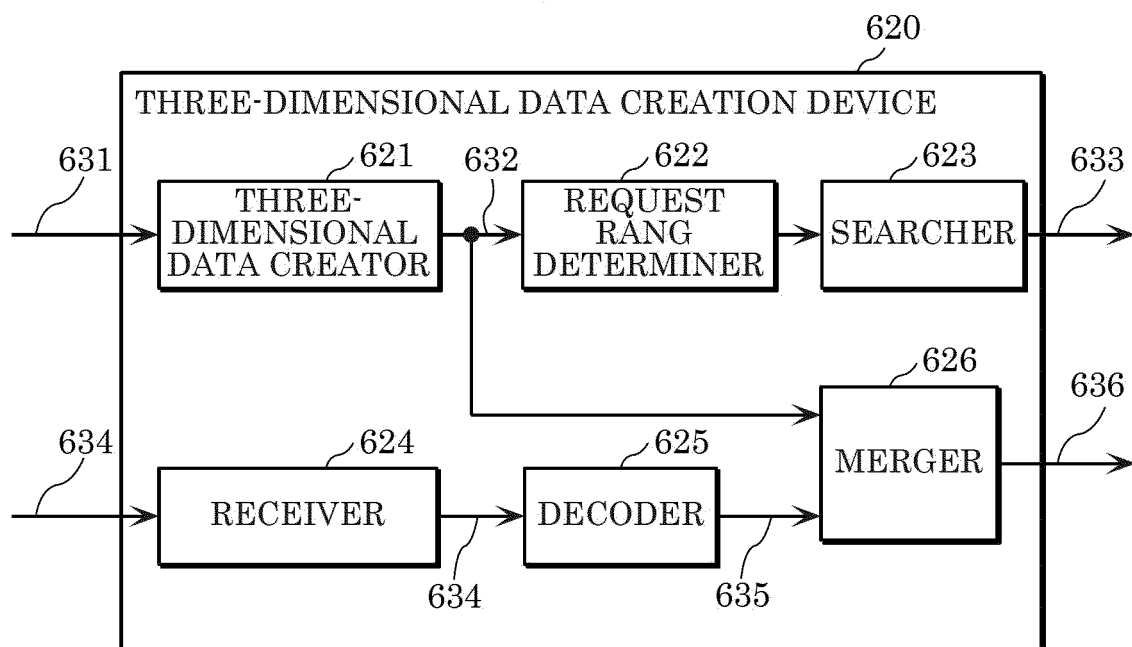 620
THREE-DIMENSIONAL DATA CREATION DEVICE
631
621
632
622
623
633
THREE-
DIMENSIONAL
DATA CREATOR
REQUEST
RANG
DETERMINER
SEARCHER
626
636
634
624
625
MERGER
RECEIVER
DECODER
634
635